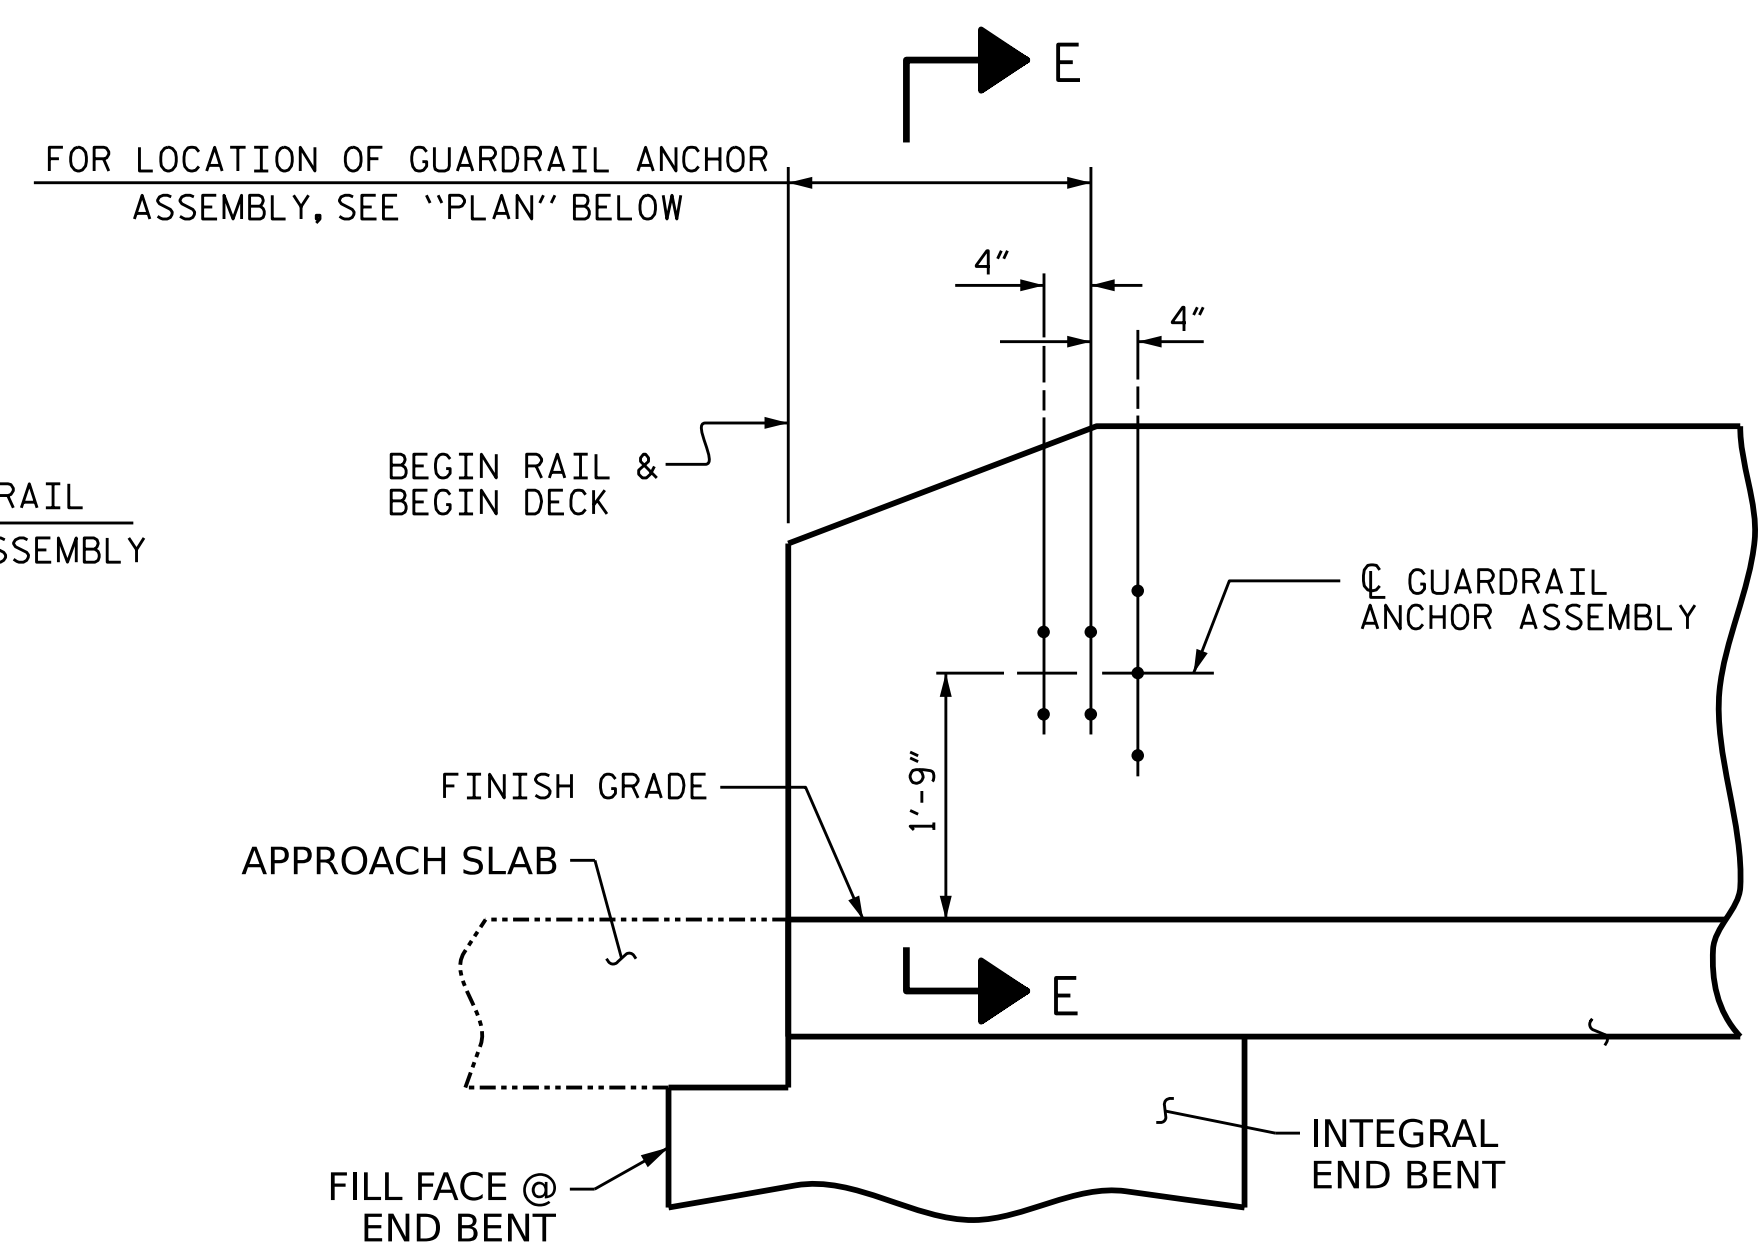 E
FOR LOCATION OF GUARDRAIL ANCHOR
ASSEMBLY, SEE ‶PLAN″ BELOW
4″
4″
BEGIN RAIL &
BEGIN DECK
RAIL
SSEMBLY
℄ GUARDRAIL
ANCHOR ASSEMBLY
1′-9″
FINISH GRADE
APPROACH SLAB
E
INTEGRAL
END BENT
FILL FACE @
END BENT